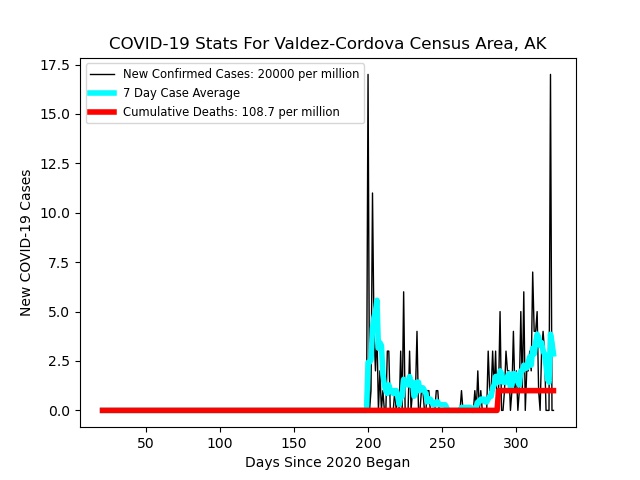 COVID-19 Stats For Valdez-Cordova Census Area, AK
17.5
15.0
12.5
10.0
7.5
5.0
2.5
0.0
New COVID-19 Cases
New Confirmed Cases: 20000 per million
7 Day Case Average
Cumulative Deaths: 108.7 per million
50 100 150 200 250 300
Days Since 2020 Began